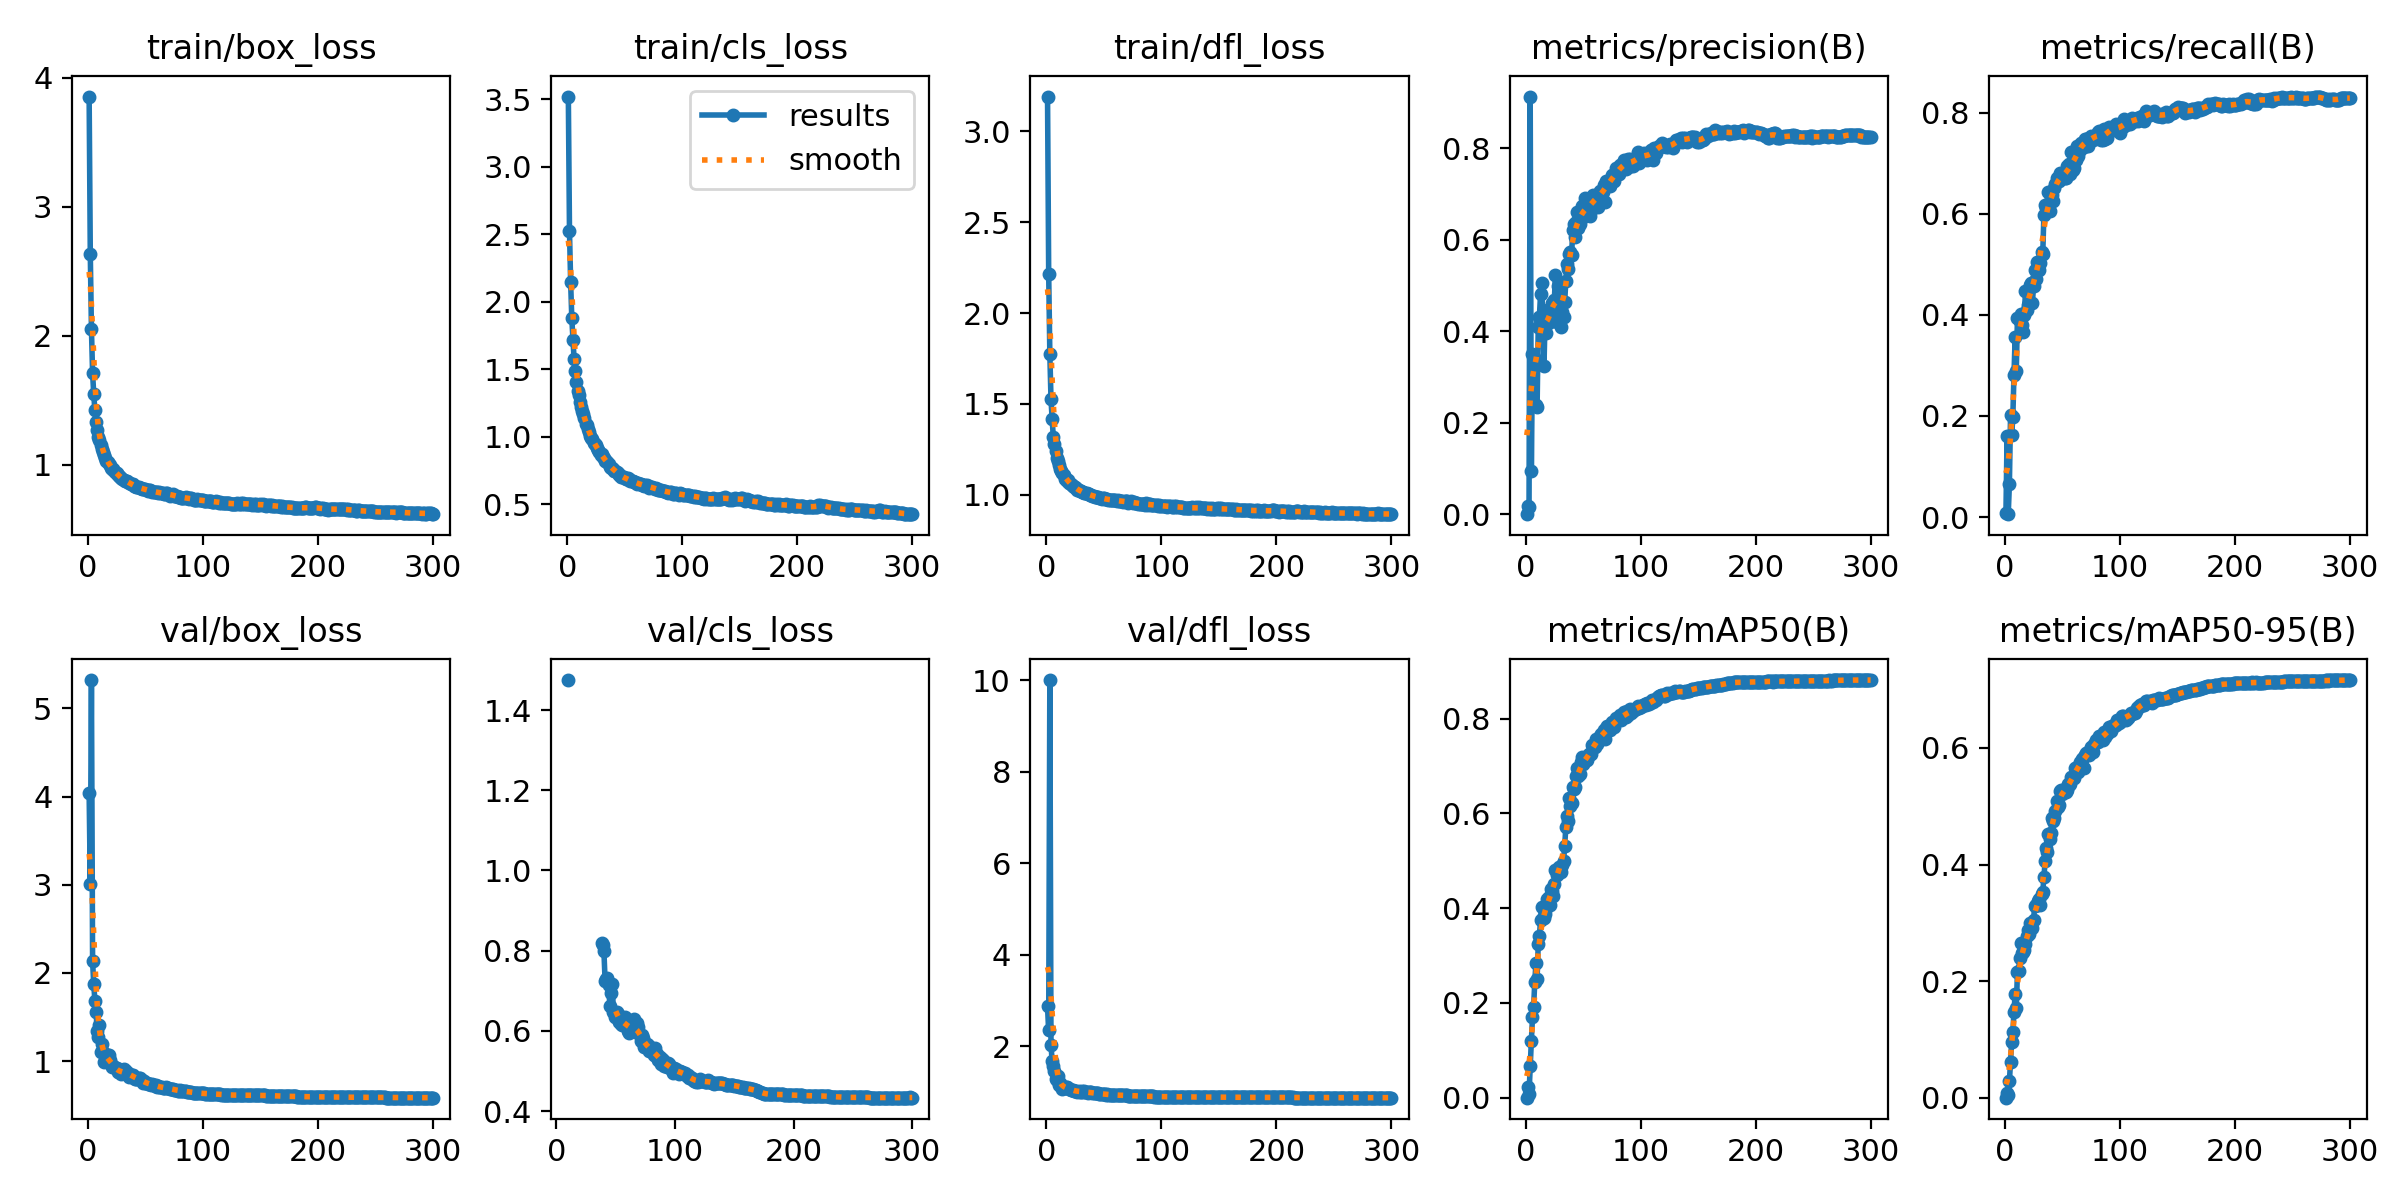 train/box_loss
4
3
2
1
0 100 200 300
train/cls_loss
results
smooth
3.5
3.0
2.5
2.0
1.5
1.0
0.5
0 100 200 300
train/dfl_loss
3.0
2.5
2.0
1.5
1.0
0 100 200 300
metrics/precision(B)
0.8
0.6
0.4
0.2
0.0
0 100 200 300
metrics/recall(B)
0.8
0.6
0.4
0.2
0.0
0 100 200 300
val/box_loss
5
4
3
2
1
0 100 200 300
val/cls_loss
1.4
1.2
1.0
0.8
0.6
0.4
0 100 200 300
val/dfl_loss
10
8
6
4
2
0 100 200 300
metrics/mAP50(B)
0.8
0.6
0.4
0.2
0.0
0 100 200 300
metrics/mAP50-95(B)
0.6
0.4
0.2
0.0
0 100 200 300